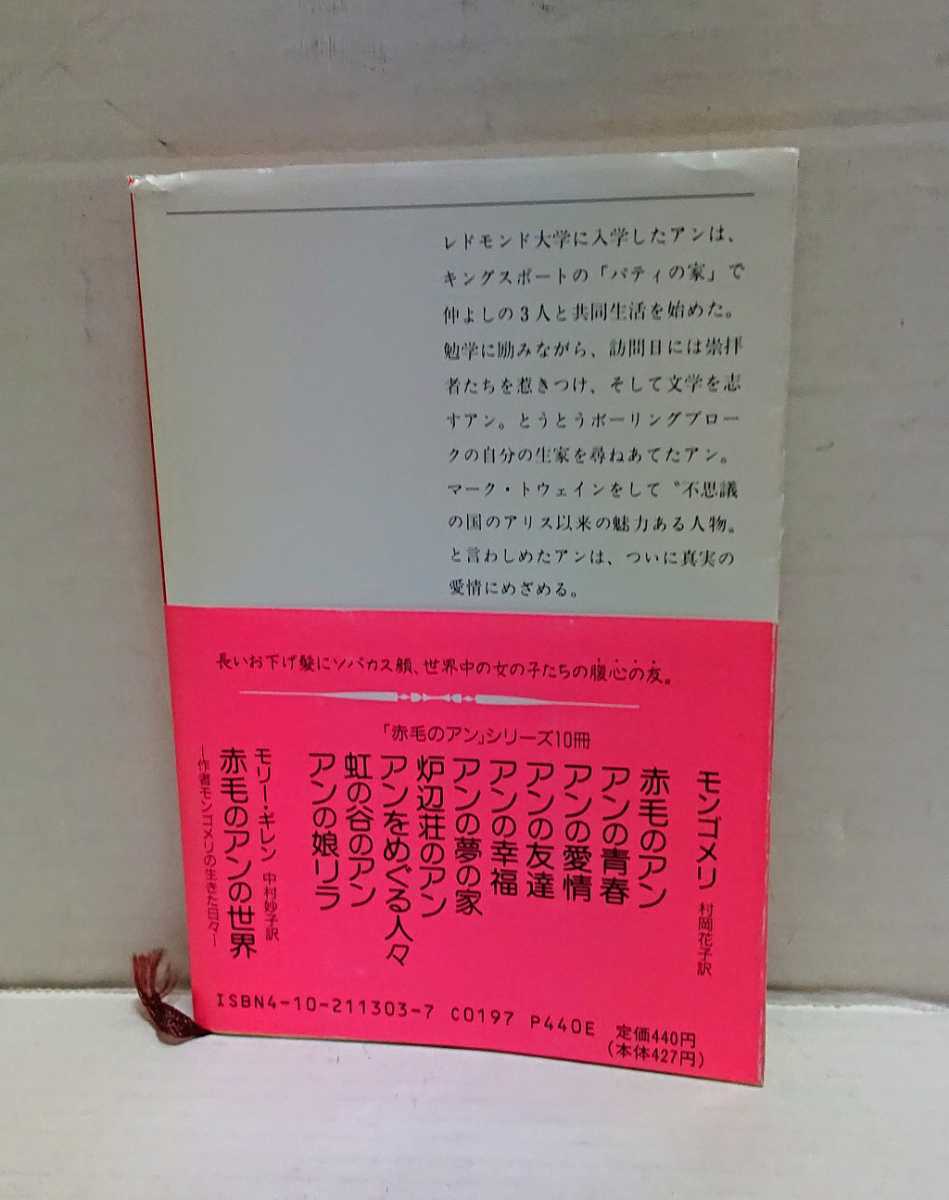 レドモンド大学に入学したアンは、
キングスポートの「パティの家」で
仲よしの3人と共同生活を始めた。
勉学に励みながら、訪問日には崇拝
者たちを惹きつけ、そして文学を志
すアン。とうとうボーリングブロー
クの自分の生家を尋ねあてたアン。
マーク・トウェインをして〝不思議
の国のアリス以来の魅力ある人物〟
と言わしめたアンは、ついに真実の
愛情にめざめる。
長いお下げ髪にソバカス顔、世界中の女の子たちの腹心の友。
「赤毛のアン」シリーズ10冊
モンゴメリ 村岡花子訳
赤毛のアン
アンの青春
アンの愛情
アンの友達
アンの幸福
アンの夢の家
炉辺荘のアン
アンをめぐる人々
虹の谷のアン
アンの娘リラ
モリー・ギレン 中村妙子訳
赤毛のアンの世界
―作者モンゴメリの生きた日々―
ISBN4-10-211303-7 C0197 P440E 定価440円
(本体427円)